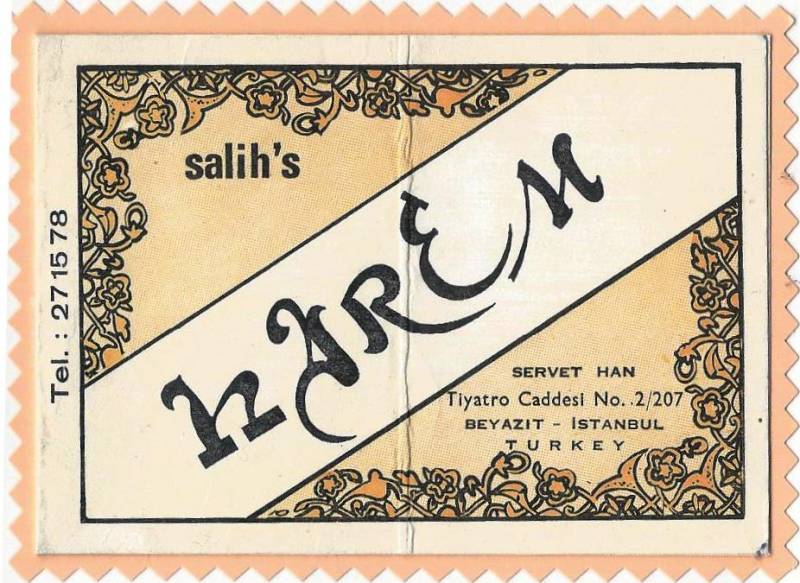 salih's
HAREM
Tel.: 27 15 78
SERVET HAN
Tiyatro Caddesi No. .2/207
BEYAZIT - İSTANBUL
TURKEY